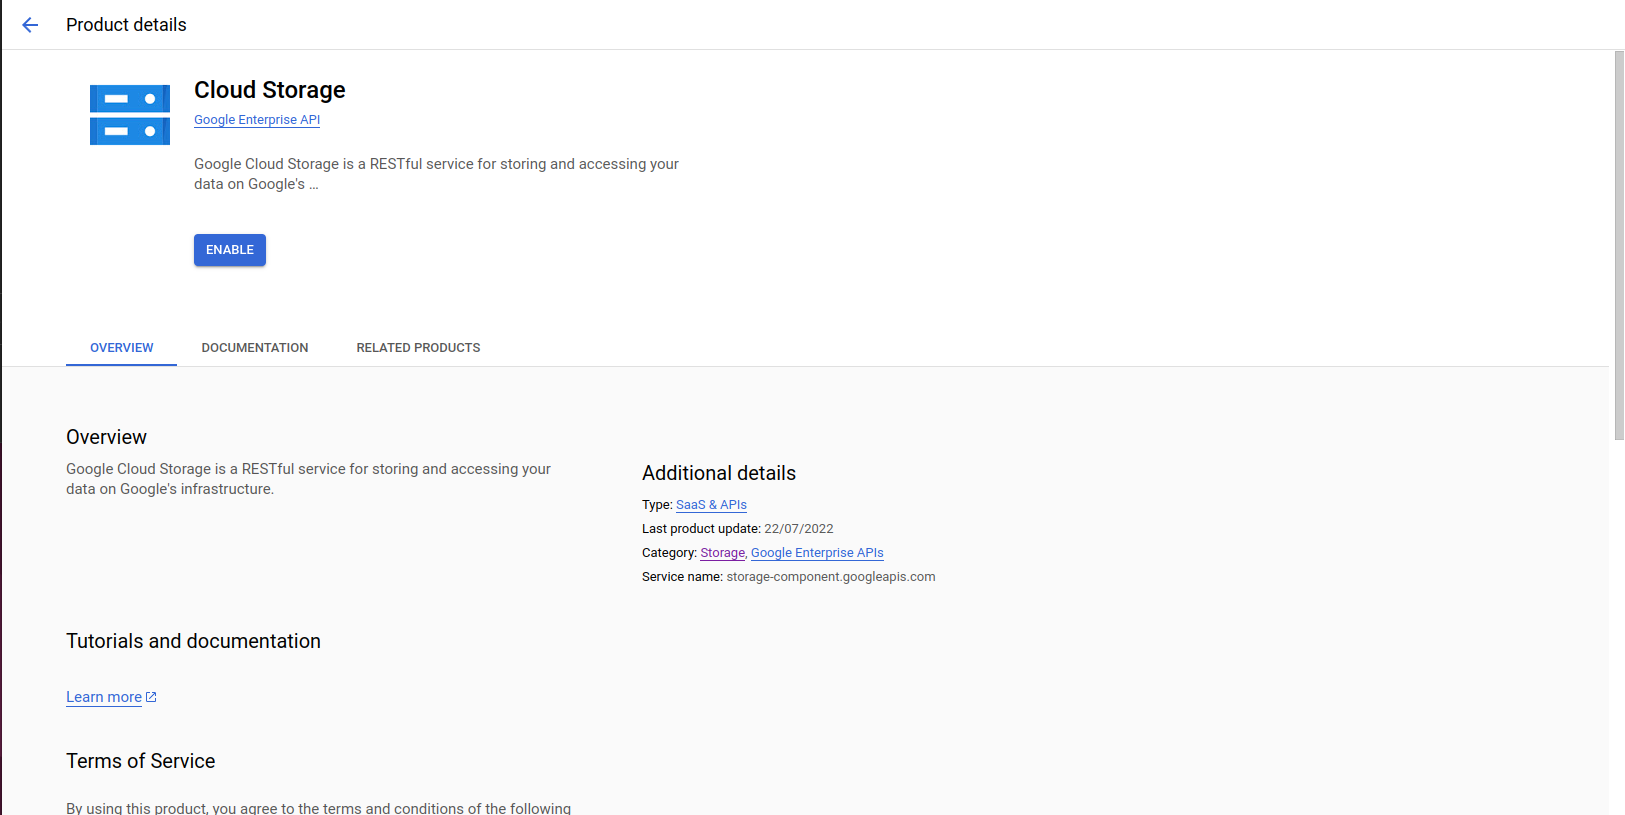 Product details
Cloud Storage
Google Enterprise API
Google Cloud Storage is a RESTful service for storing and accessing your
data on Google's ...
ENABLE
OVERVIEW DOCUMENTATION RELATED PRODUCTS
Overview
Google Cloud Storage is a RESTful service for storing and accessing your
data on Google's infrastructure.
Additional details
Type: SaaS & APIs
Last product update: 22/07/2022
Category: Storage, Google Enterprise APIs
Service name: storage-component.googleapis.com
Tutorials and documentation
Learn more
Terms of Service
By using this product, you agree to the terms and conditions of the following